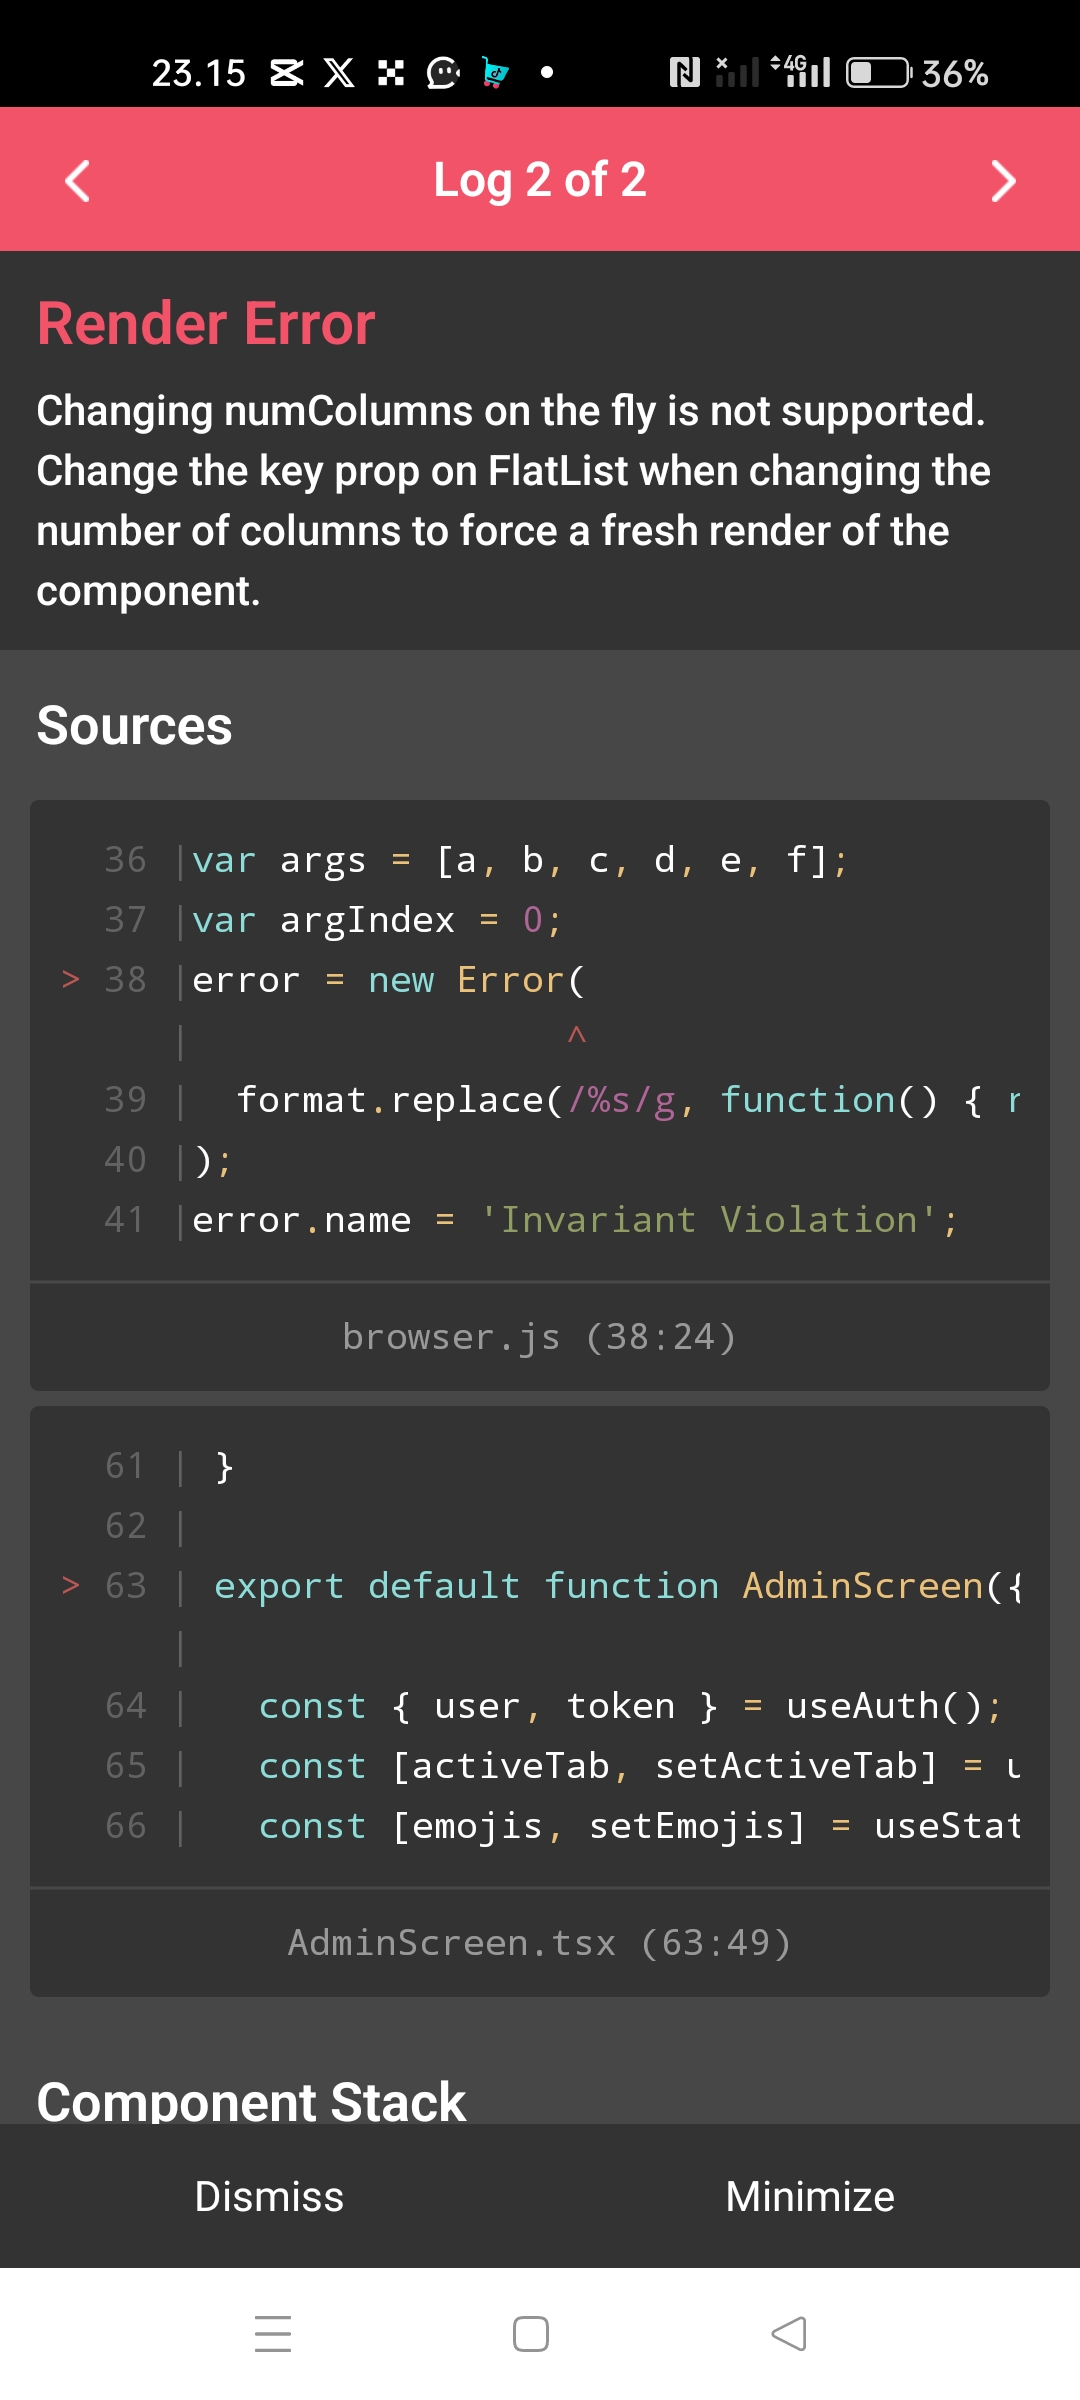 23.15
4G
36%
Log 2 of 2
Render Error
Changing numColumns on the fly is not supported.
Change the key prop on FlatList when changing the
number of columns to force a fresh render of the
component.
Sources
36 |var args = [a, b, c, d, e, f];
37 |var argIndex = 0;
> 38 |error = new Error(
| ^
39 | format.replace(/%s/g, function() { r
40 |);
41 |error.name = 'Invariant Violation';
browser.js (38:24)
61 | }
62 |
> 63 | export default function AdminScreen({
|
64 | const { user, token } = useAuth();
65 | const [activeTab, setActiveTab] = u
66 | const [emojis, setEmojis] = useStat
AdminScreen.tsx (63:49)
Component Stack
Dismiss
Minimize